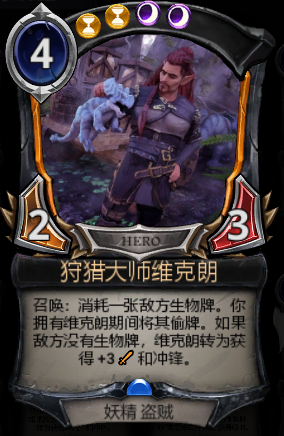 4
2
3
HERO
狩猎大师维克朗
召唤：消耗一张敌方生物牌。你
拥有维克朗期间将其偷牌。如果
敌方没有生物牌，维克朗转为获
得 +3 和冲锋。
妖精 盗贼